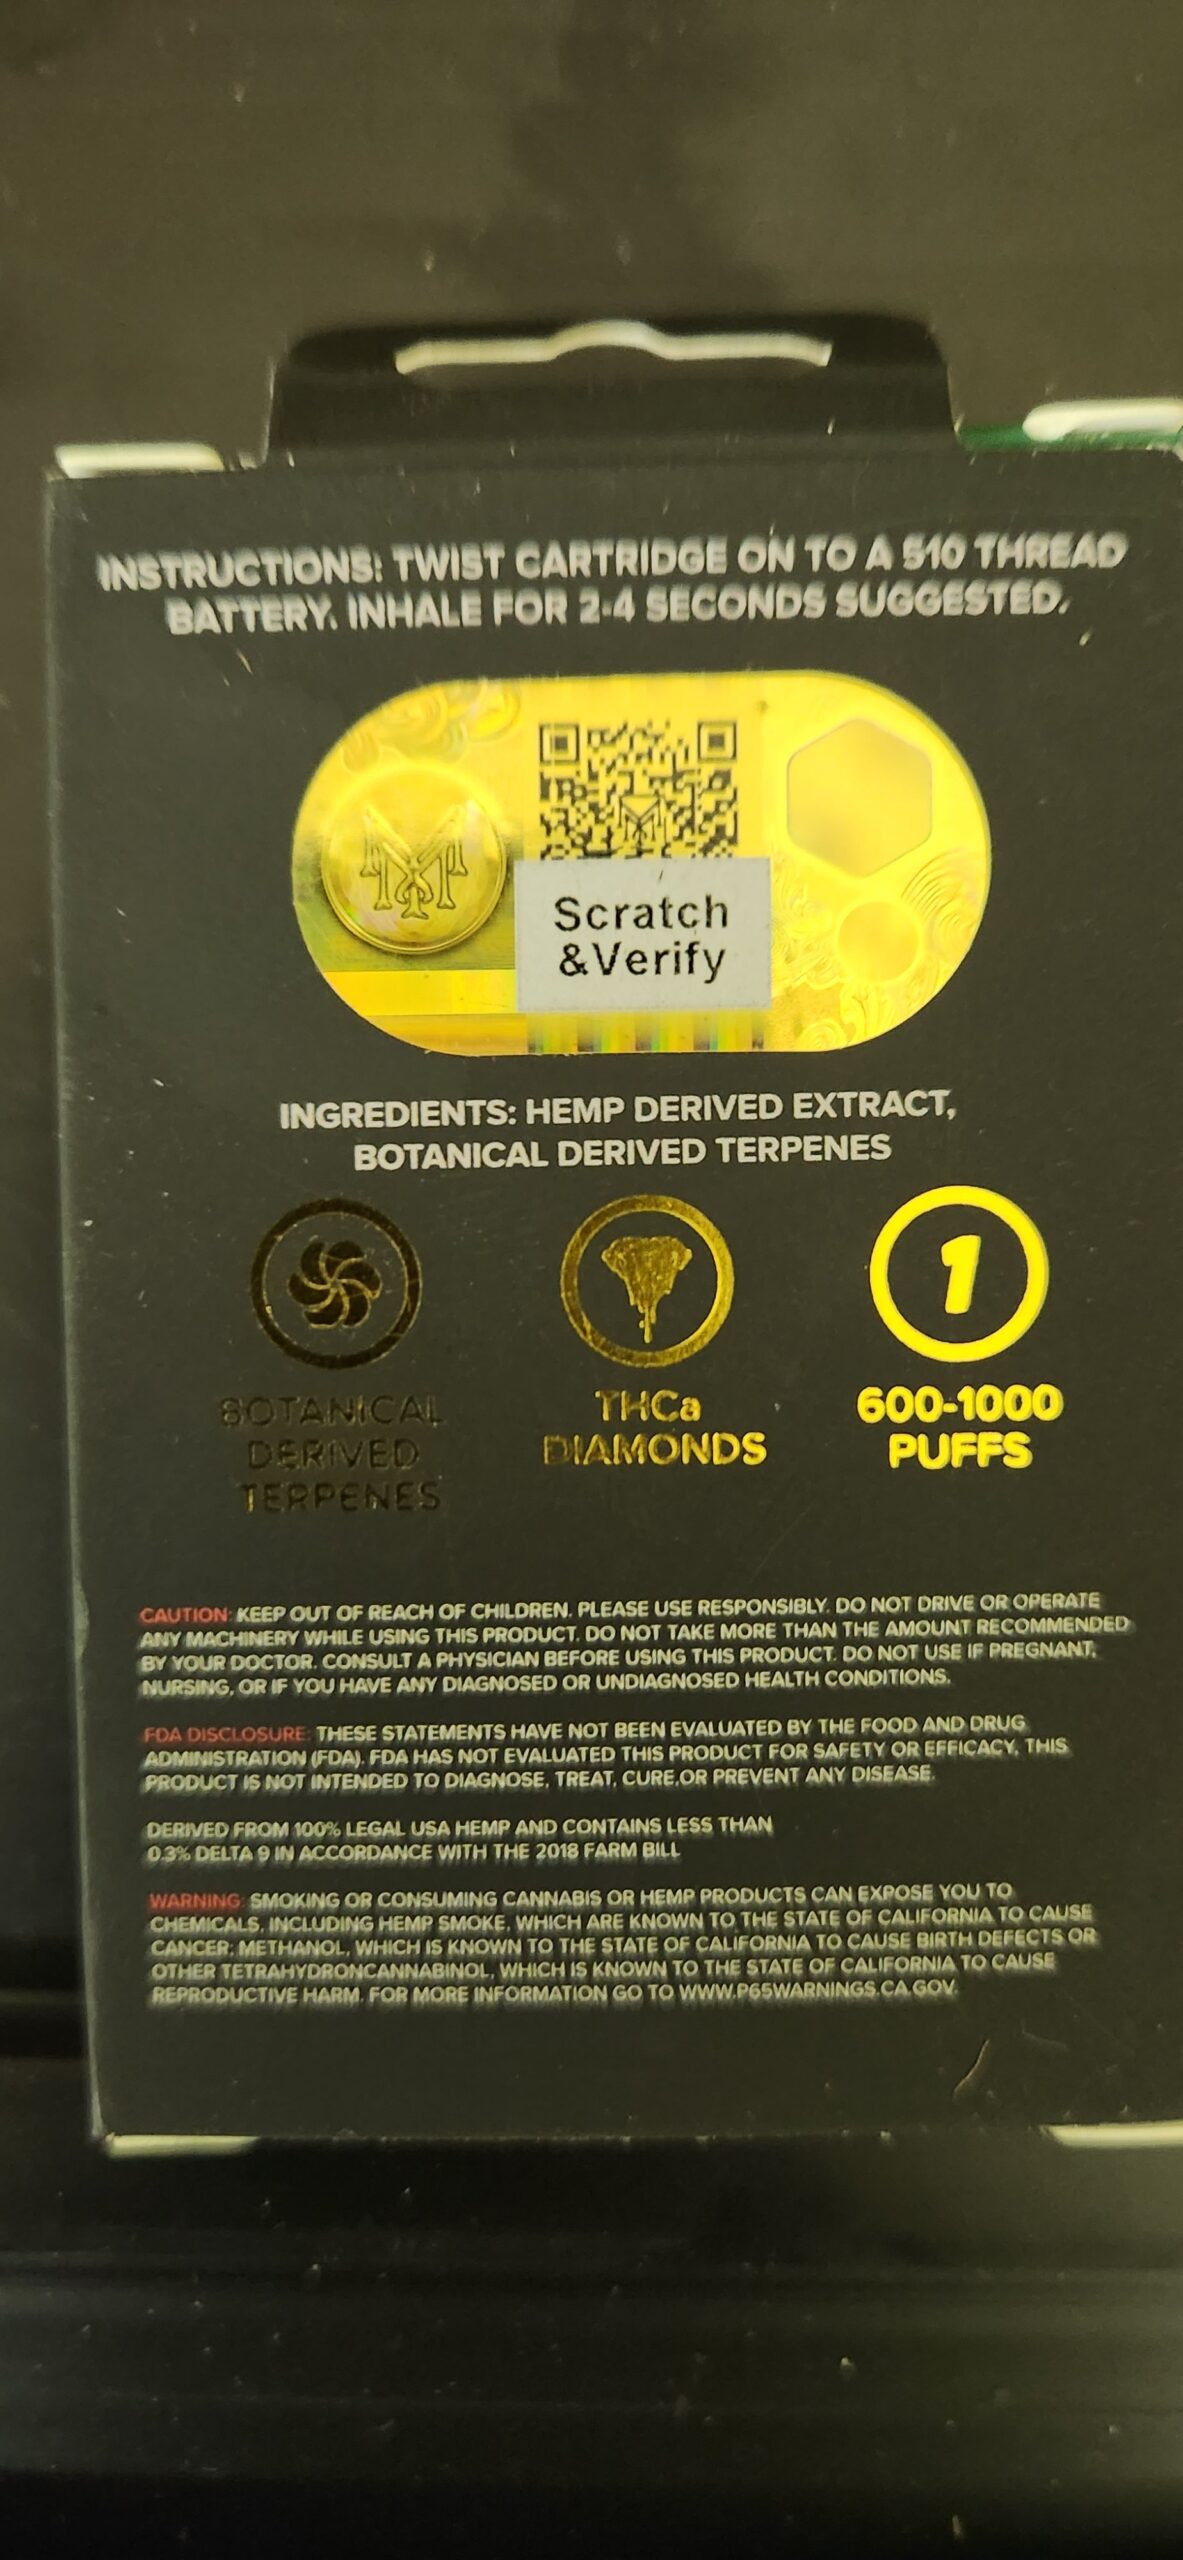 INSTRUCTIONS: TWIST CARTRIDGE ON TO A 510 THREAD
BATTERY. INHALE FOR 2-4 SECONDS SUGGESTED.
Scratch
&Verify
INGREDIENTS: HEMP DERIVED EXTRACT,
BOTANICAL DERIVED TERPENES
BOTANICAL
DERIVED
TERPENES
THCa
DIAMONDS
1
600-1000
PUFFS
CAUTION: KEEP OUT OF REACH OF CHILDREN. PLEASE USE RESPONSIBLY. DO NOT DRIVE OR OPERATE
ANY MACHINERY WHILE USING THIS PRODUCT. DO NOT TAKE MORE THAN THE AMOUNT RECOMMENDED
BY YOUR DOCTOR. CONSULT A PHYSICIAN BEFORE USING THIS PRODUCT. DO NOT USE IF PREGNANT,
NURSING, OR IF YOU HAVE ANY DIAGNOSED OR UNDIAGNOSED HEALTH CONDITIONS.
FDA DISCLOSURE: THESE STATEMENTS HAVE NOT BEEN EVALUATED BY THE FOOD AND DRUG
ADMINISTRATION (FDA). FDA HAS NOT EVALUATED THIS PRODUCT FOR SAFETY OR EFFICACY. THIS
PRODUCT IS NOT INTENDED TO DIAGNOSE, TREAT, CURE,OR PREVENT ANY DISEASE.
DERIVED FROM 100% LEGAL USA HEMP AND CONTAINS LESS THAN
0.3% DELTA 9 IN ACCORDANCE WITH THE 2018 FARM BILL
WARNING: SMOKING OR CONSUMING CANNABIS OR HEMP PRODUCTS CAN EXPOSE YOU TO
CHEMICALS, INCLUDING HEMP SMOKE, WHICH ARE KNOWN TO THE STATE OF CALIFORNIA TO CAUSE
CANCER; METHANOL, WHICH IS KNOWN TO THE STATE OF CALIFORNIA TO CAUSE BIRTH DEFECTS OR
OTHER TETRAHYDRONCANNABINOL, WHICH IS KNOWN TO THE STATE OF CALIFORNIA TO CAUSE
REPRODUCTIVE HARM. FOR MORE INFORMATION GO TO WWW.P65WARNINGS.CA.GOV.